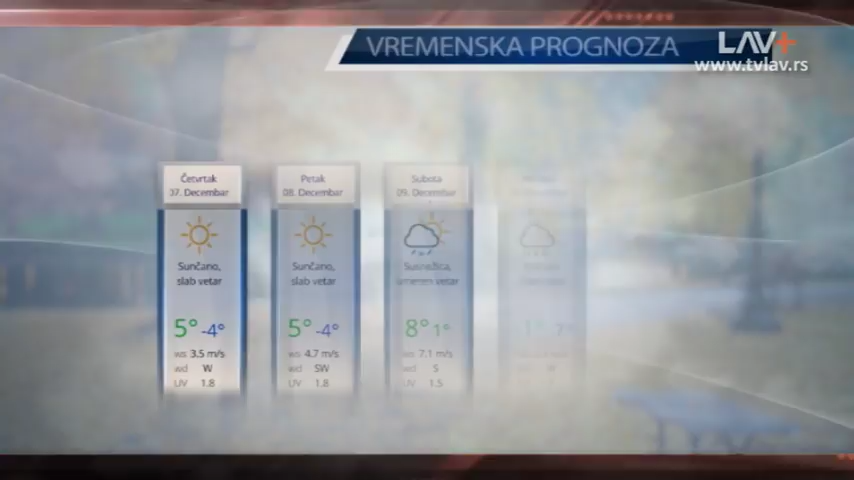 VREMENSKA PROGNOZA
LAV+
www.tvlav.rs
Četvrtak
07. Decembar
Sunčano,
slab vetar
5° -4°
ws 3.5 m/s
wd W
UV 1.8
Petak
08. Decembar
Sunčano,
slab vetar
5° -4°
ws 4.7 m/s
wd SW
UV 1.8
Subota
09. Decembar
Susnežica,
umeren vetar
8° 1°
ws 7.1 m/s
wd S
UV 1.5